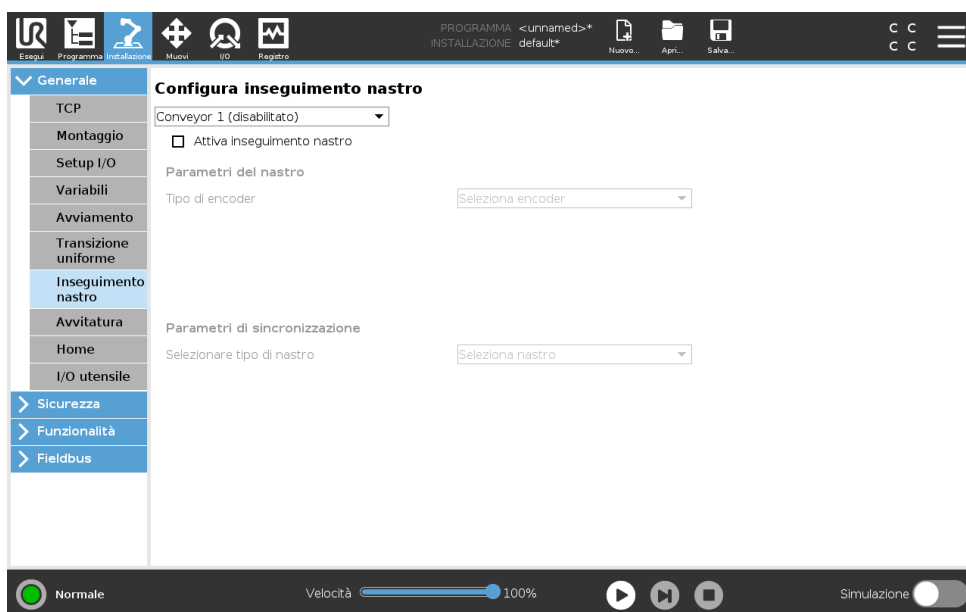 UR
Esegui
Programma
Installazione
Muovi
I/O
Registro
PROGRAMMA <unnamed>*
INSTALLAZIONE default*
Nuovo...
Apri...
Salva...
C C
C C
Generale
TCP
Montaggio
Setup I/O
Variabili
Avviamento
Transizione
uniforme
Inseguimento
nastro
Avvitatura
Home
I/O utensile
Sicurezza
Funzionalità
Fieldbus
Configura inseguimento nastro
Conveyor 1 (disabilitato)
Attiva inseguimento nastro
Parametri del nastro
Tipo di encoder
Seleziona encoder
Parametri di sincronizzazione
Selezionare tipo di nastro
Seleziona nastro
Normale
Velocità
100%
Simulazione